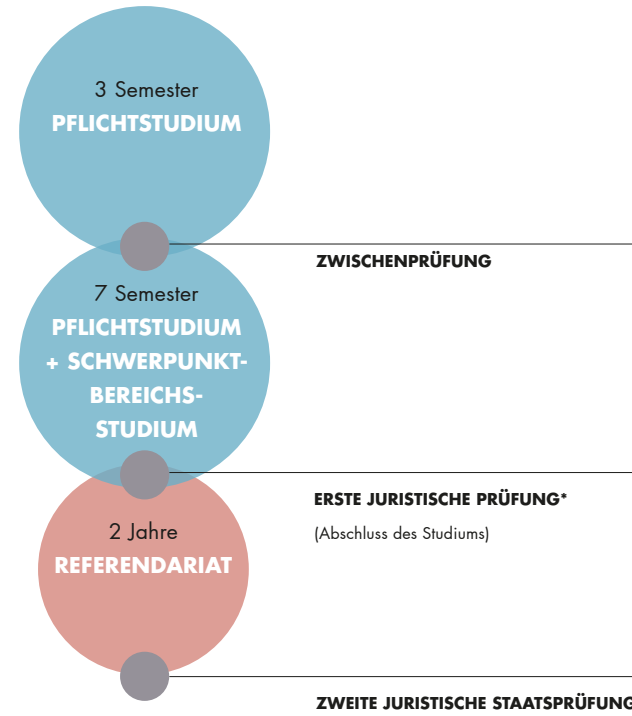 3 Semester
PFLICHTSTUDIUM
ZWISCHENPRÜFUNG
7 Semester
PFLICHTSTUDIUM
+ SCHWERPUNKT-
BEREICHS-
STUDIUM
ERSTE JURISTISCHE PRÜFUNG*
(Abschluss des Studiums)
2 Jahre
REFERENDARIAT
ZWEITE JURISTISCHE STAATSPRÜFUNG